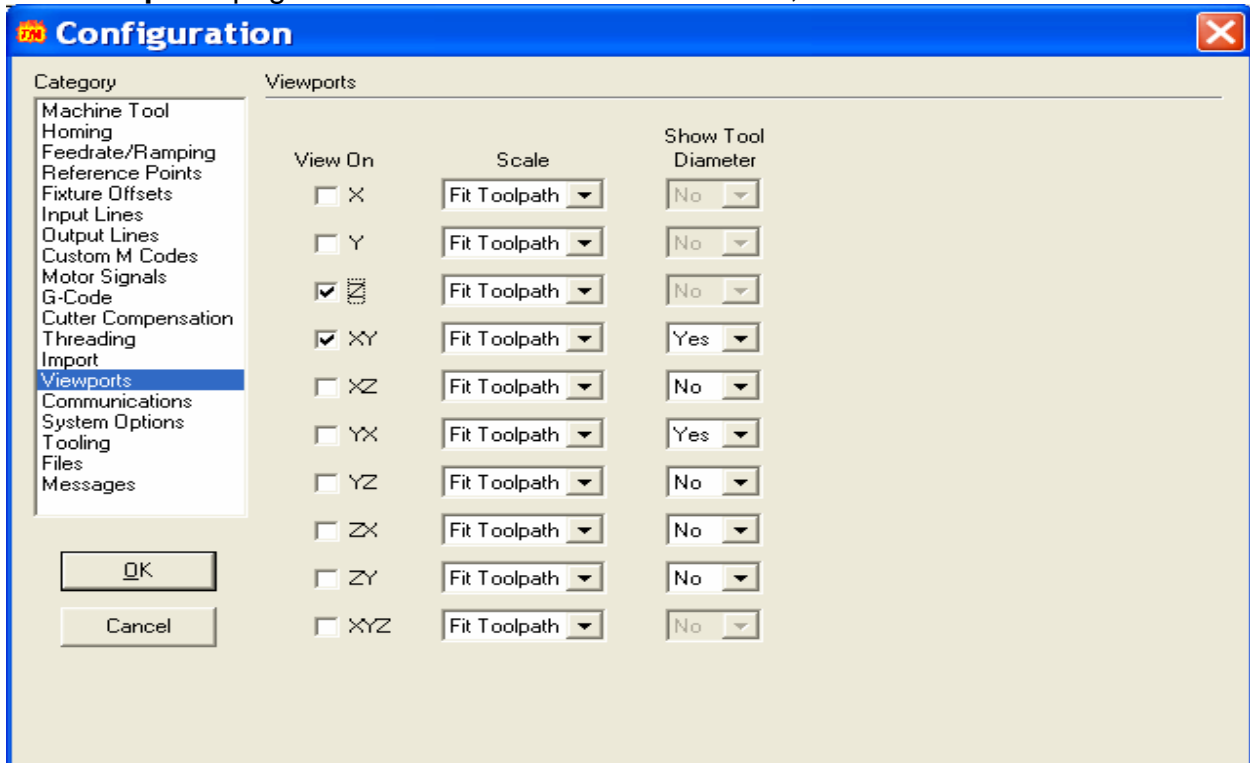 Configuration
Category
Viewports
Machine Tool
Homing
Feedrate/Ramping
Reference Points
Fixture Offsets
Input Lines
Output Lines
Custom M Codes
Motor Signals
G-Code
Cutter Compensation
Threading
Import
Viewports
Communications
System Options
Tooling
Files
Messages
OK
Cancel
View On Scale Show Tool Diameter
X Fit Toolpath No
Y Fit Toolpath No
Z Fit Toolpath No
XY Fit Toolpath Yes
XZ Fit Toolpath No
YX Fit Toolpath Yes
YZ Fit Toolpath No
ZX Fit Toolpath No
ZY Fit Toolpath No
XYZ Fit Toolpath No